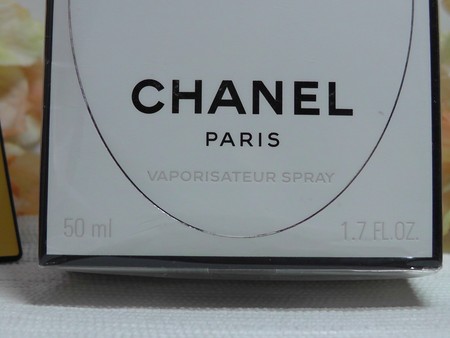 CHANEL
PARIS
VAPORISATEUR SPRAY
50 ml 1.7 FL.OZ.